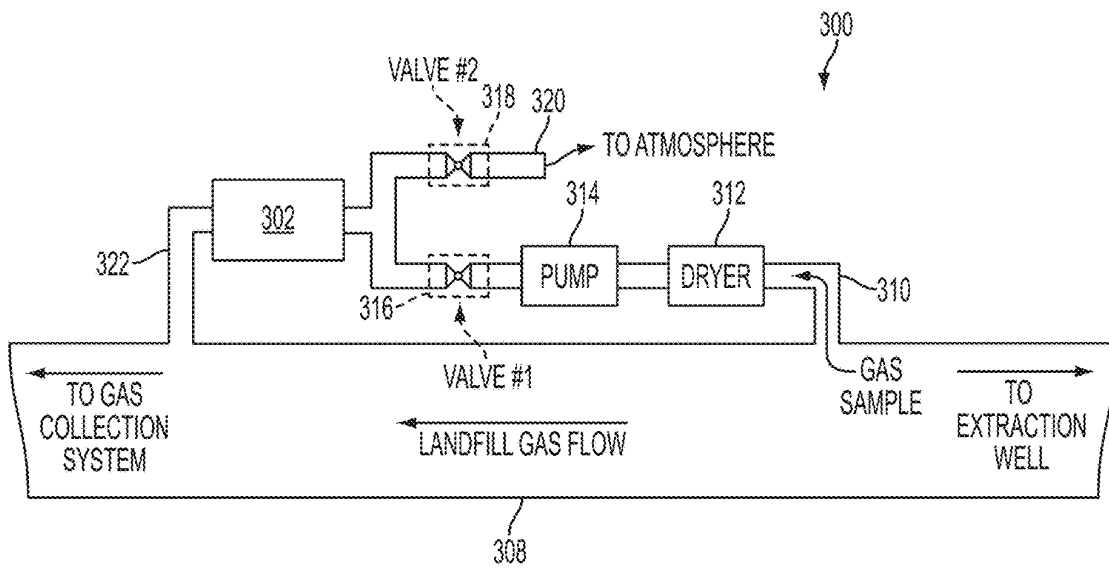 300
VALVE #2
318
320
TO ATMOSPHERE
302
314
312
322
PUMP
DRYER
310
316
VALVE #1
GAS
SAMPLE
TO GAS
COLLECTION
SYSTEM
LANDFILL GAS FLOW
TO
EXTRACTION
WELL
308